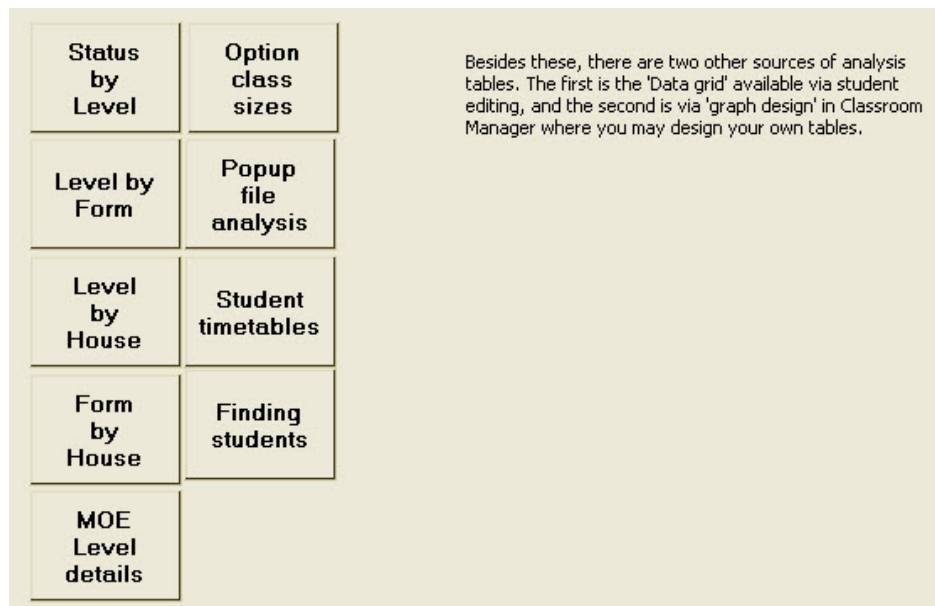 Status
by
Level
Option
class
sizes
Besides these, there are two other sources of analysis
tables. The first is the 'Data grid' available via student
editing, and the second is via 'graph design' in Classroom
Manager where you may design your own tables.
Level by
Form
Popup
file
analysis
Level
by
House
Student
timetables
Form
by
House
Finding
students
MOE
Level
details